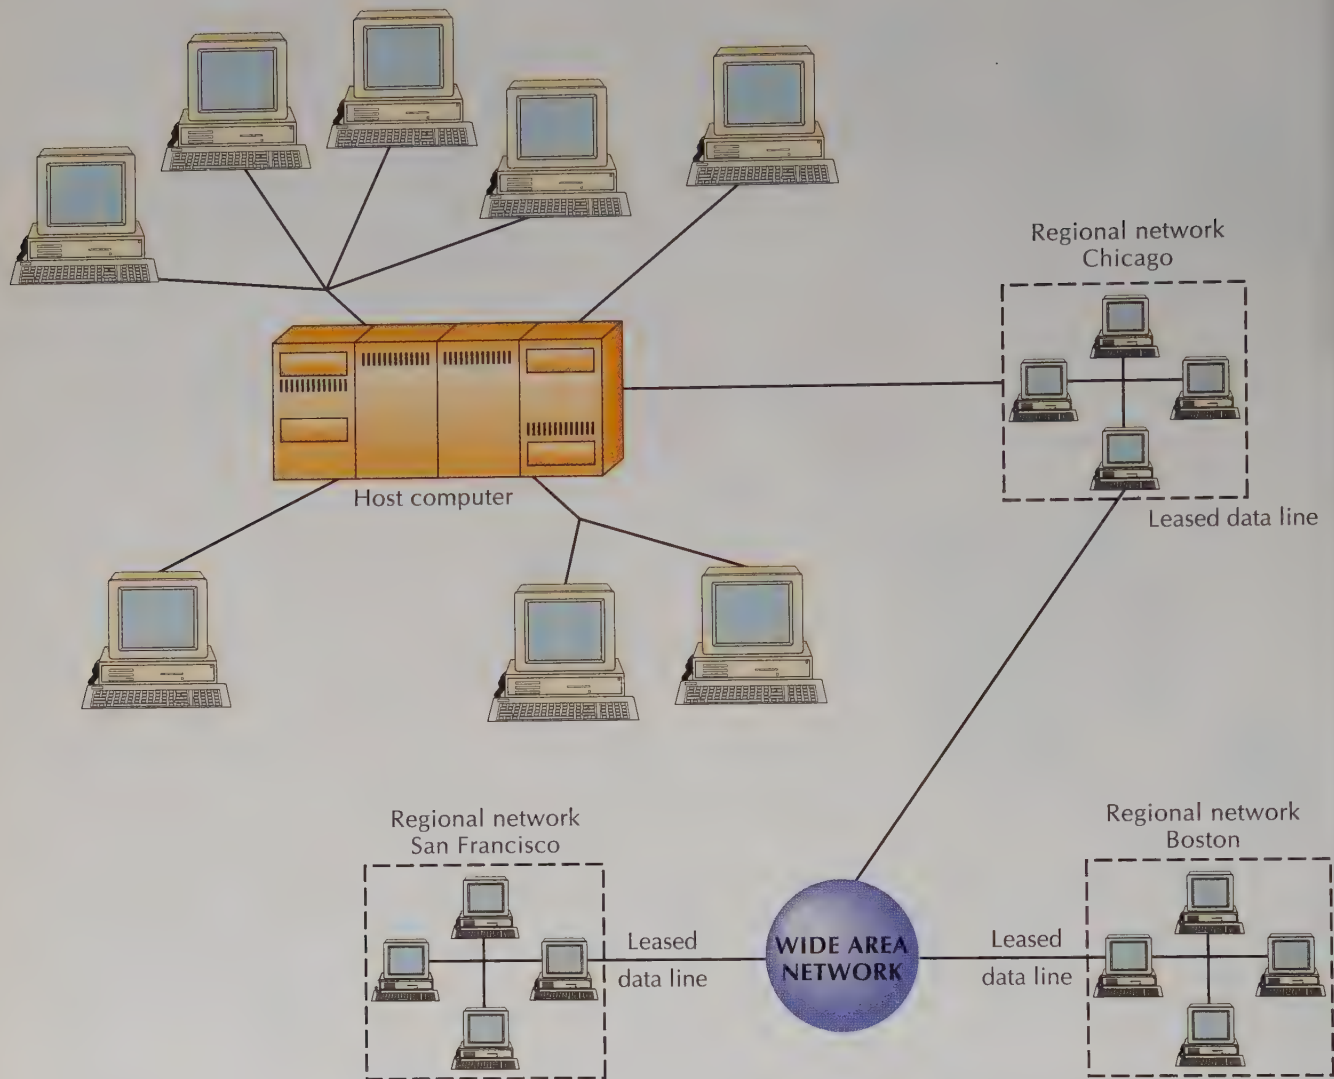 Regional network
Chicago
Host computer
Leased data line
Regional network
San Francisco
Regional network
Boston
Leased
data line
WIDE AREA
NETWORK
Leased
data line